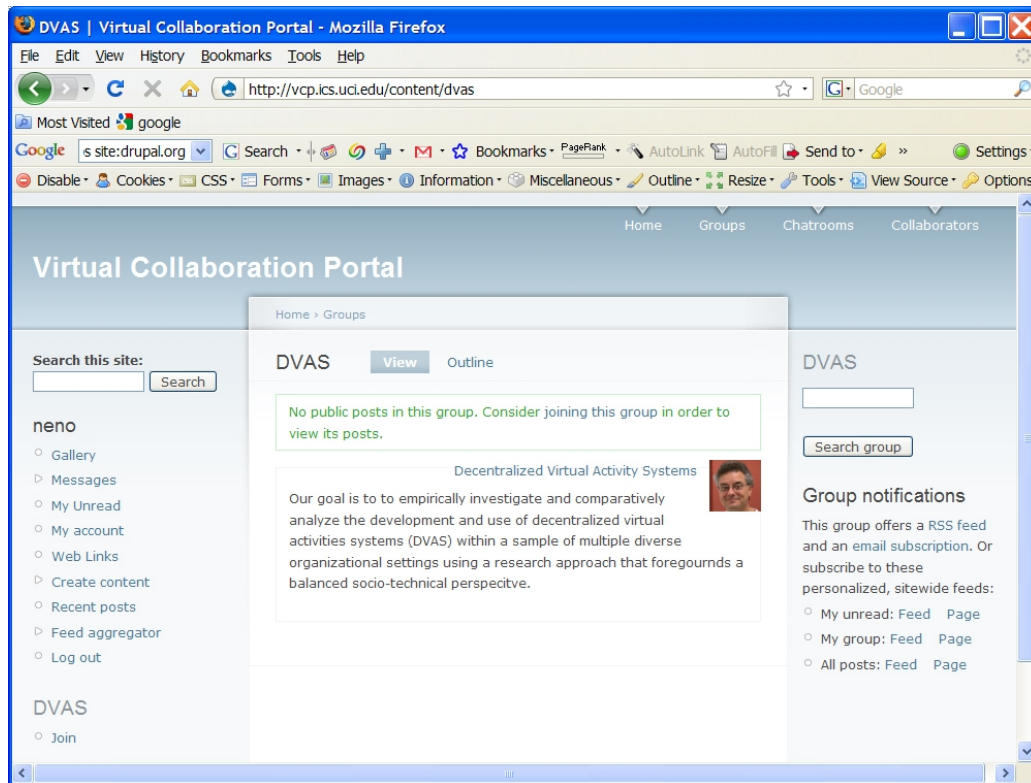 DVAS | Virtual Collaboration Portal - Mozilla Firefox
File Edit View History Bookmarks Tools Help
http://vcp.ics.uci.edu/content/dvas
G Google
Most Visited google
Google s site:drupal.org G Search Bookmarks PageRank AutoLink AutoFill Send to » Settings
Disable Cookies CSS Forms Images Information Miscellaneous Outline Resize Tools View Source Options
Home Groups Chatrooms Collaborators
Virtual Collaboration Portal
Home › Groups
Search this site:
Search
neno
Gallery
Messages
My Unread
My account
Web Links
Create content
Recent posts
Feed aggregator
Log out
DVAS
Join
DVAS View Outline
No public posts in this group. Consider joining this group in order to
view its posts.
Decentralized Virtual Activity Systems
Our goal is to to empirically investigate and comparatively
analyze the development and use of decentralized virtual
activities systems (DVAS) within a sample of multiple diverse
organizational settings using a research approach that foregournds a
balanced socio-technical perspecitve.
DVAS
Search group
Group notifications
This group offers a RSS feed
and an email subscription. Or
subscribe to these
personalized, sitewide feeds:
My unread: Feed Page
My group: Feed Page
All posts: Feed Page